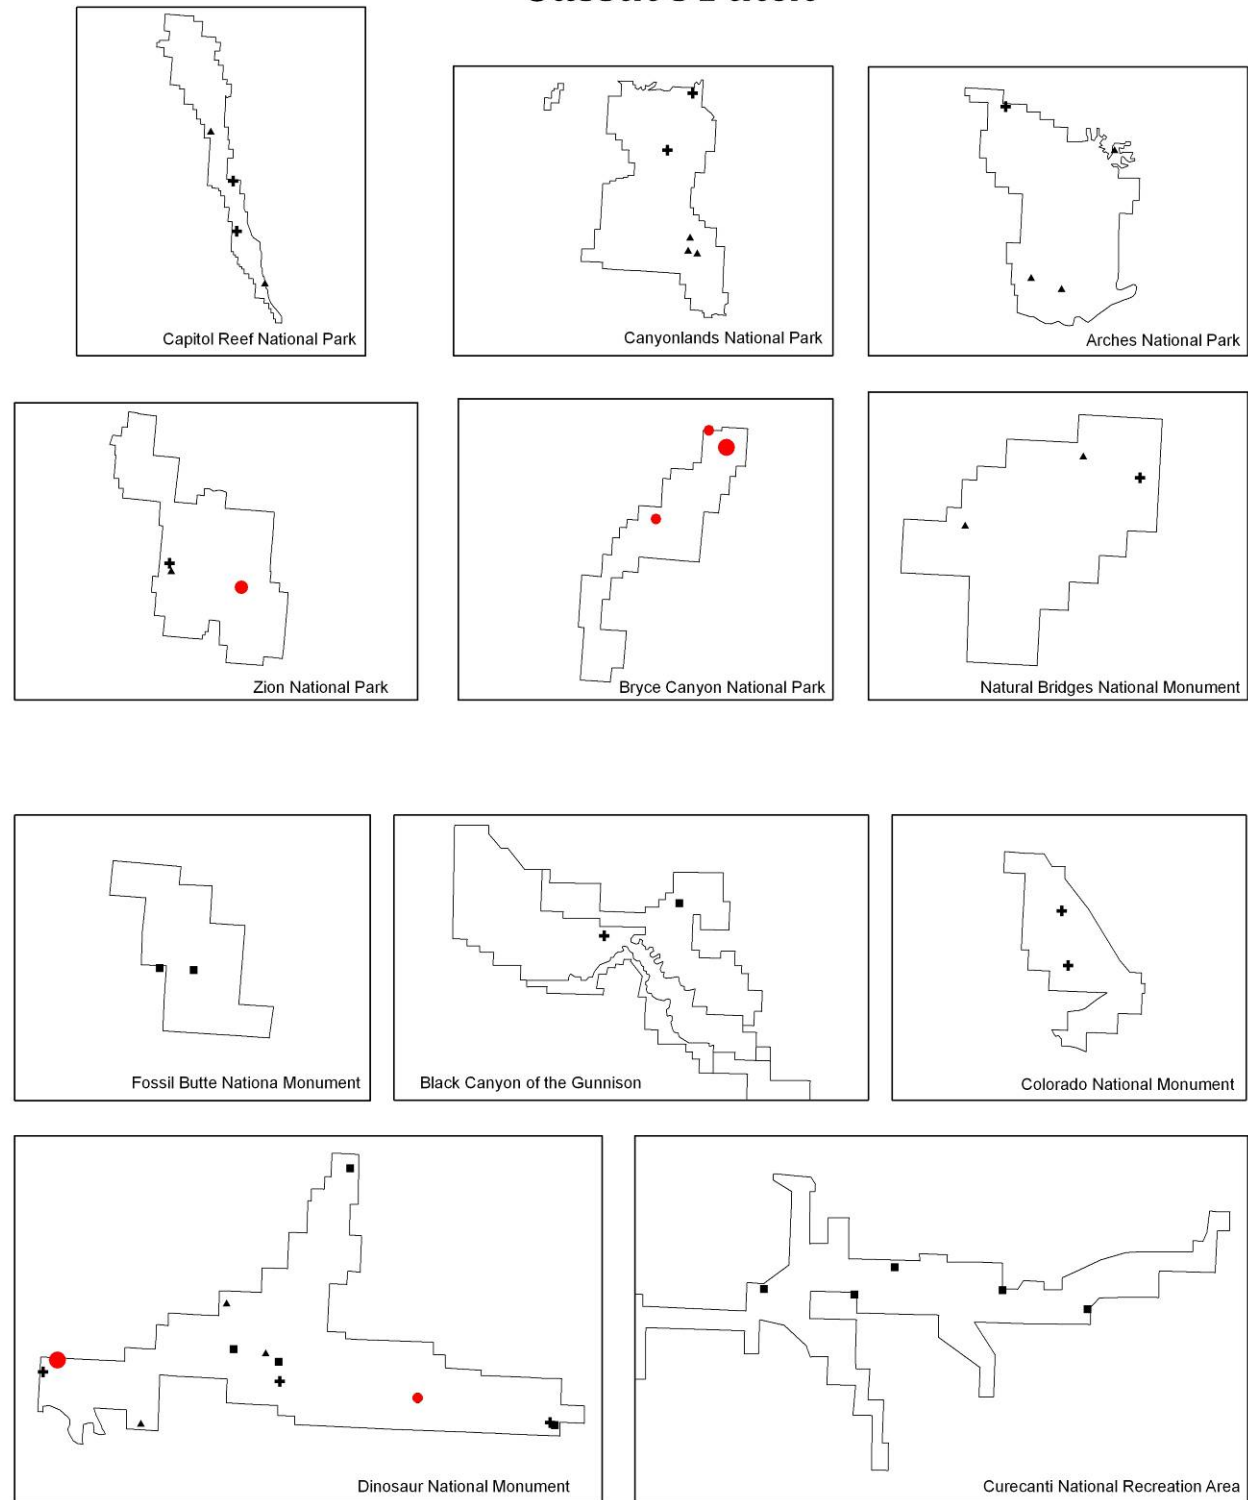 Capitol Reef National Park
Canyonlands National Park
Arches National Park
Zion National Park
Bryce Canyon National Park
Natural Bridges National Monument
Fossil Butte Nationa Monument
Black Canyon of the Gunnison
Colorado National Monument
Dinosaur National Monument
Curecanti National Recreation Area